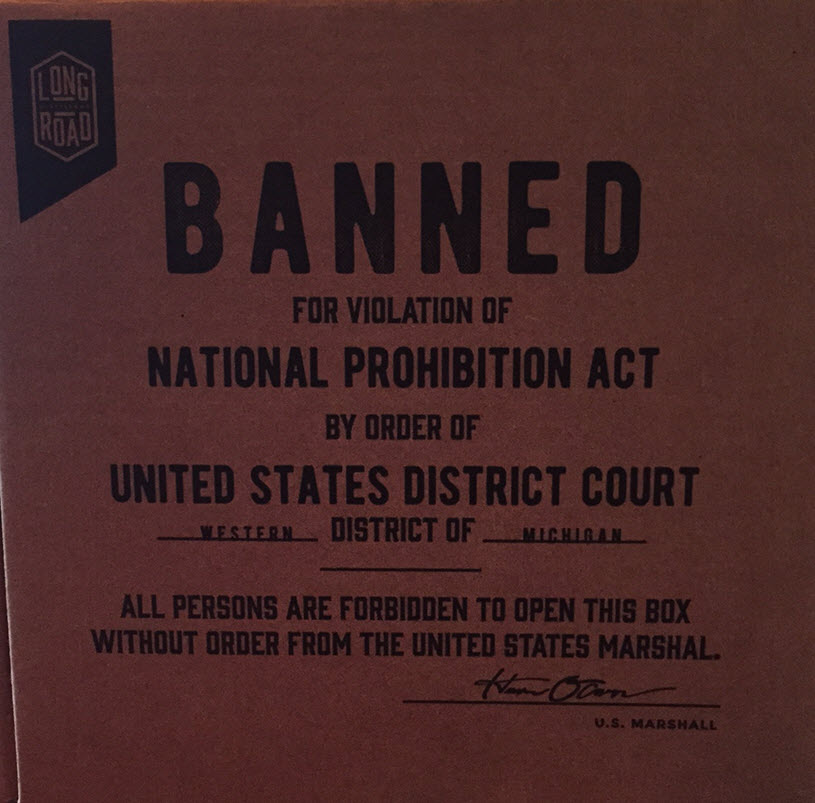 LONG
ROAD
BANNED
FOR VIOLATION OF
NATIONAL PROHIBITION ACT
BY ORDER OF
UNITED STATES DISTRICT COURT
WESTERN DISTRICT OF MICHIGAN
ALL PERSONS ARE FORBIDDEN TO OPEN THIS BOX
WITHOUT ORDER FROM THE UNITED STATES MARSHAL.
U.S. MARSHALL